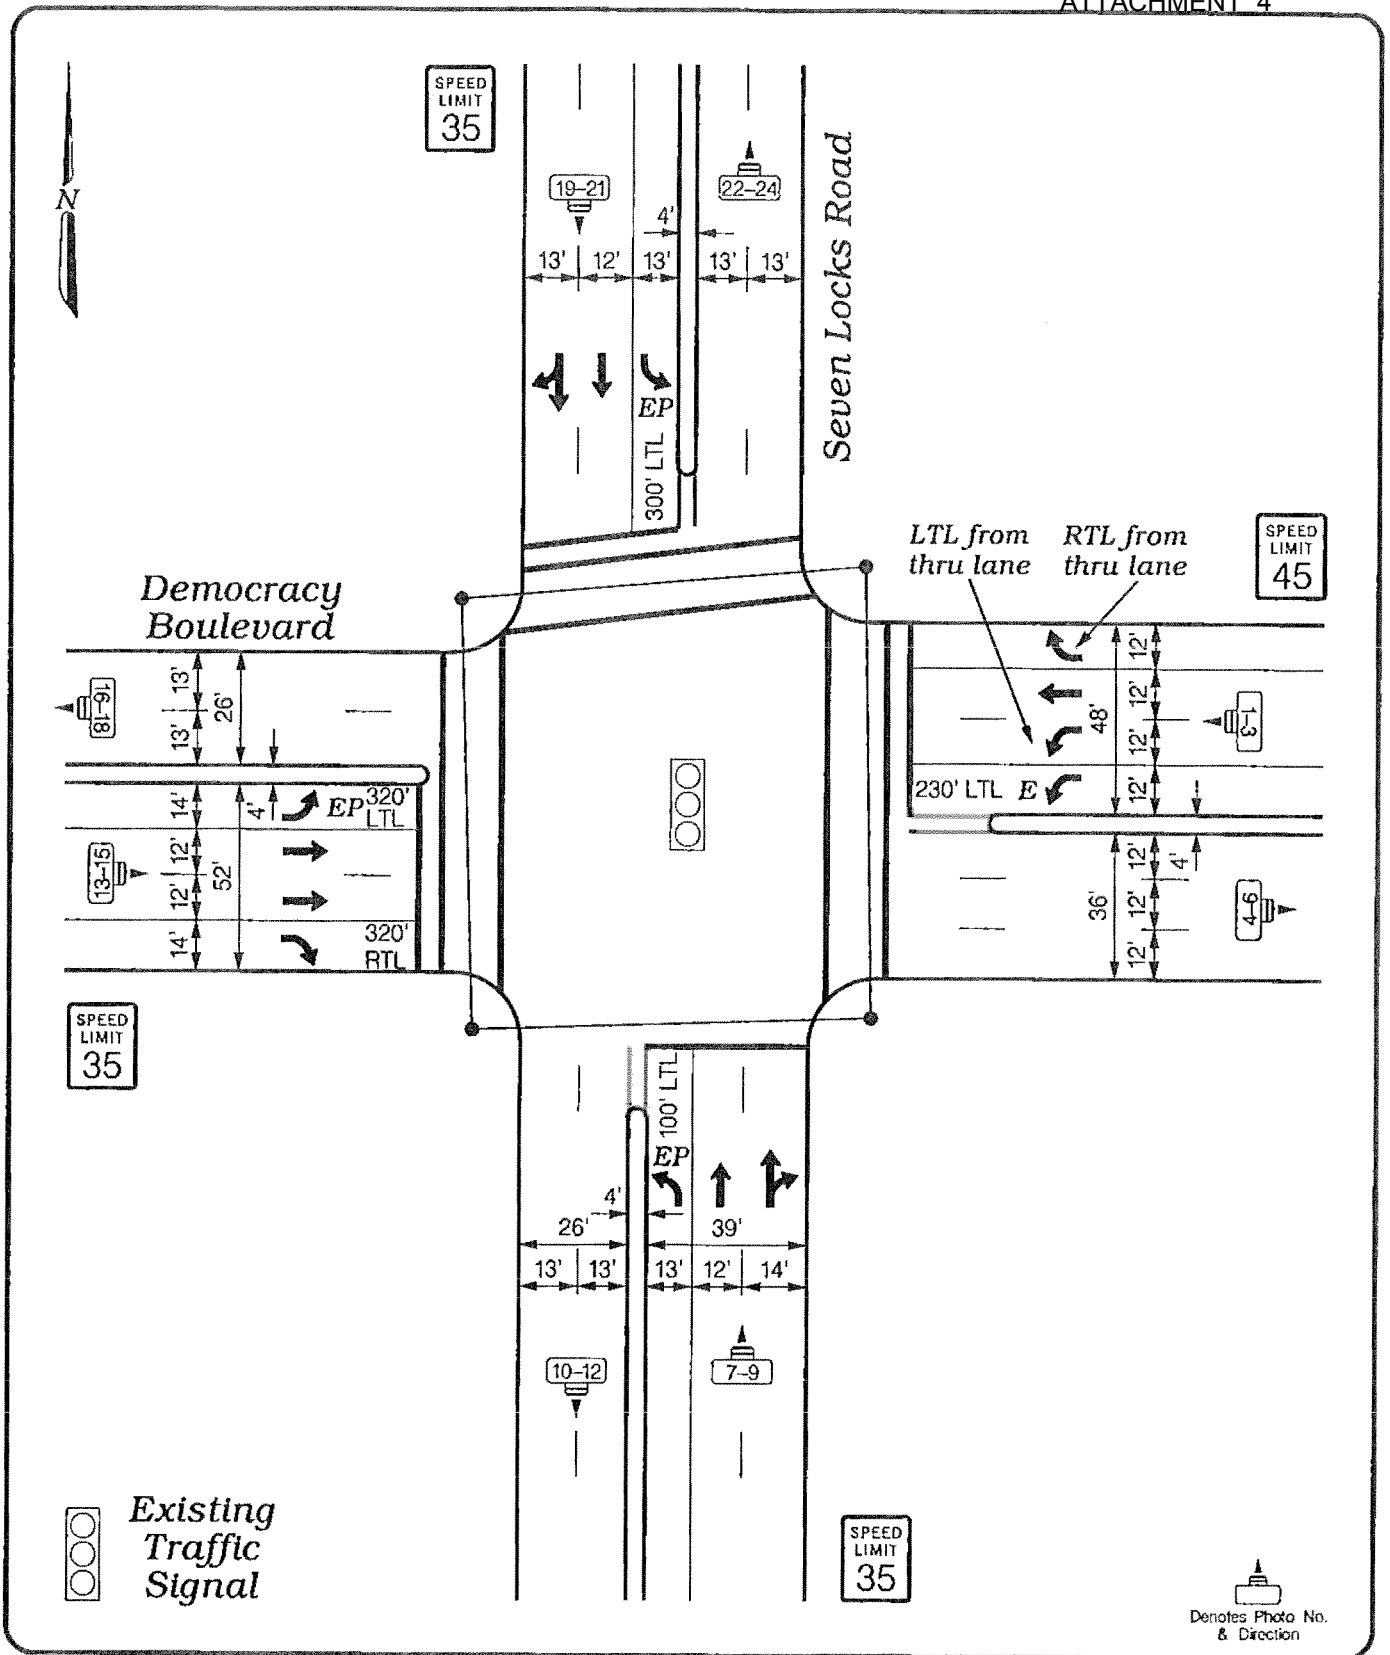 ATTACHMENT 4
SPEED
LIMIT
35
N
19-21
22-24
Seven Locks Road
4'
13'
12'
13'
13'
13'
EP
300' LTL
LTL from
thru lane
RTL from
thru lane
SPEED
LIMIT
45
Democracy
Boulevard
16-18
13'
13'
26'
12'
12'
12'
12'
48'
1-3
230' LTL
E
14'
4'
EP
320'
LTL
13-15
12'
12'
52'
14'
320'
RTL
12'
4'
12'
12'
36'
4-6
SPEED
LIMIT
35
100' LTL
EP
4'
26'
39'
13'
13'
13'
12'
14'
10-12
7-9
Existing
Traffic
Signal
SPEED
LIMIT
35
Denotes Photo No.
& Direction